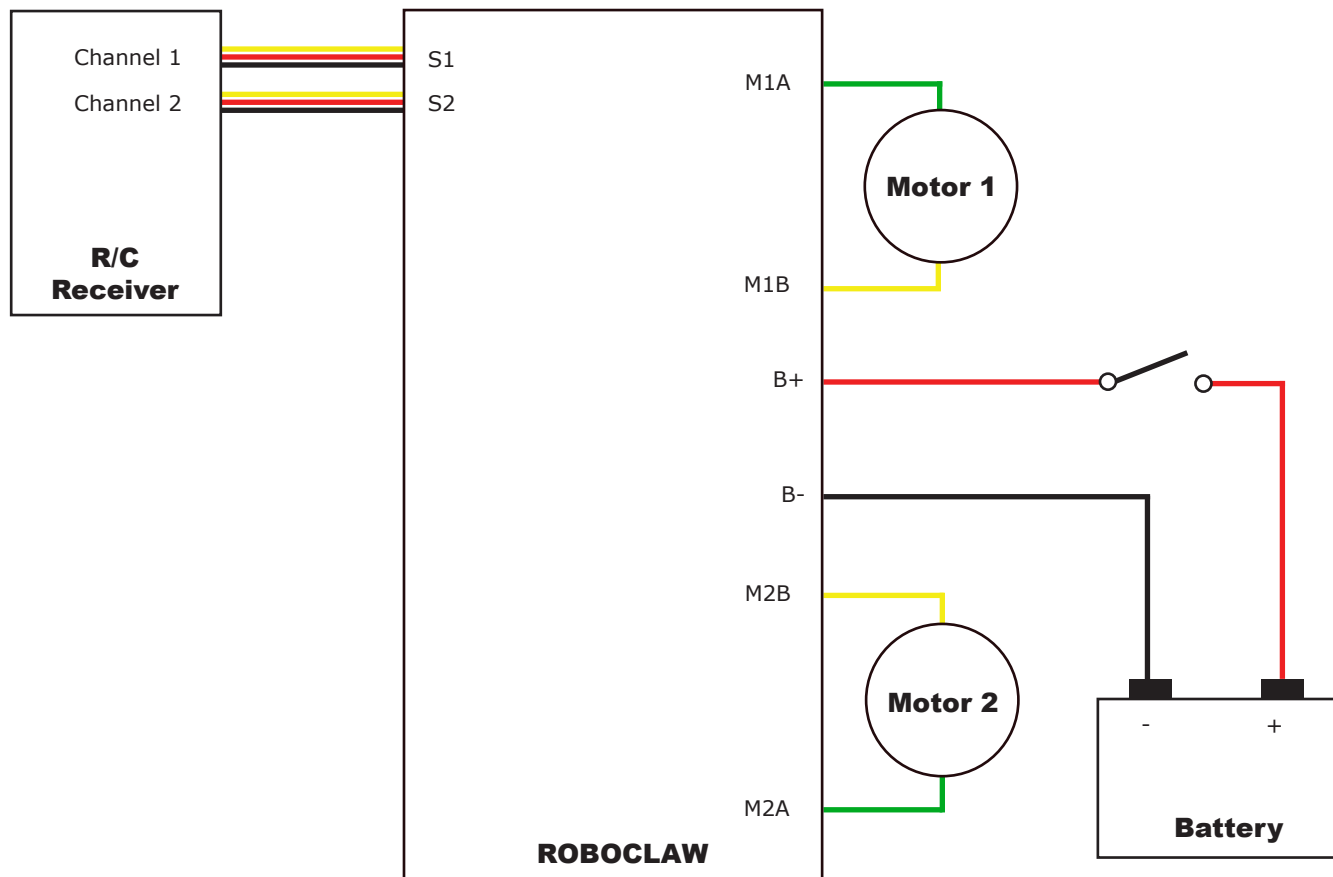 Channel 1
Channel 2
R/C
Receiver
S1
S2
M1A
M1B
B+
B-
M2B
M2A
ROBOCLAW
Motor 1
Motor 2
- +
Battery